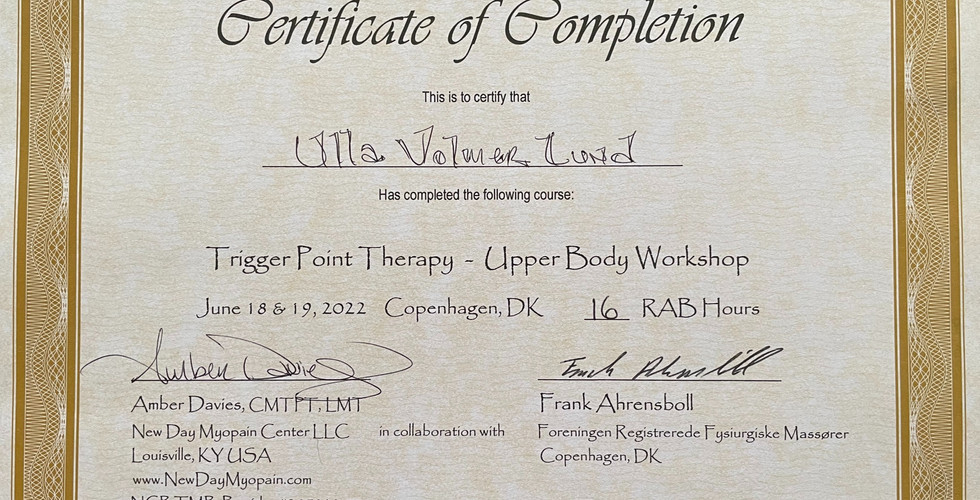 Certificate of Completion
This is to certify that
Ulla Volmer Lund
Has completed the following course:
Trigger Point Therapy - Upper Body Workshop
June 18 & 19, 2022 Copenhagen, DK 16 RAB Hours
Amber Davies, CMTPT, LMT
Frank Ahrensboll
New Day Myopain Center LLC in collaboration with Foreningen Registrerede Fysiurgiske Massører
Louisville, KY USA
Copenhagen, DK
www.NewDayMyopain.com